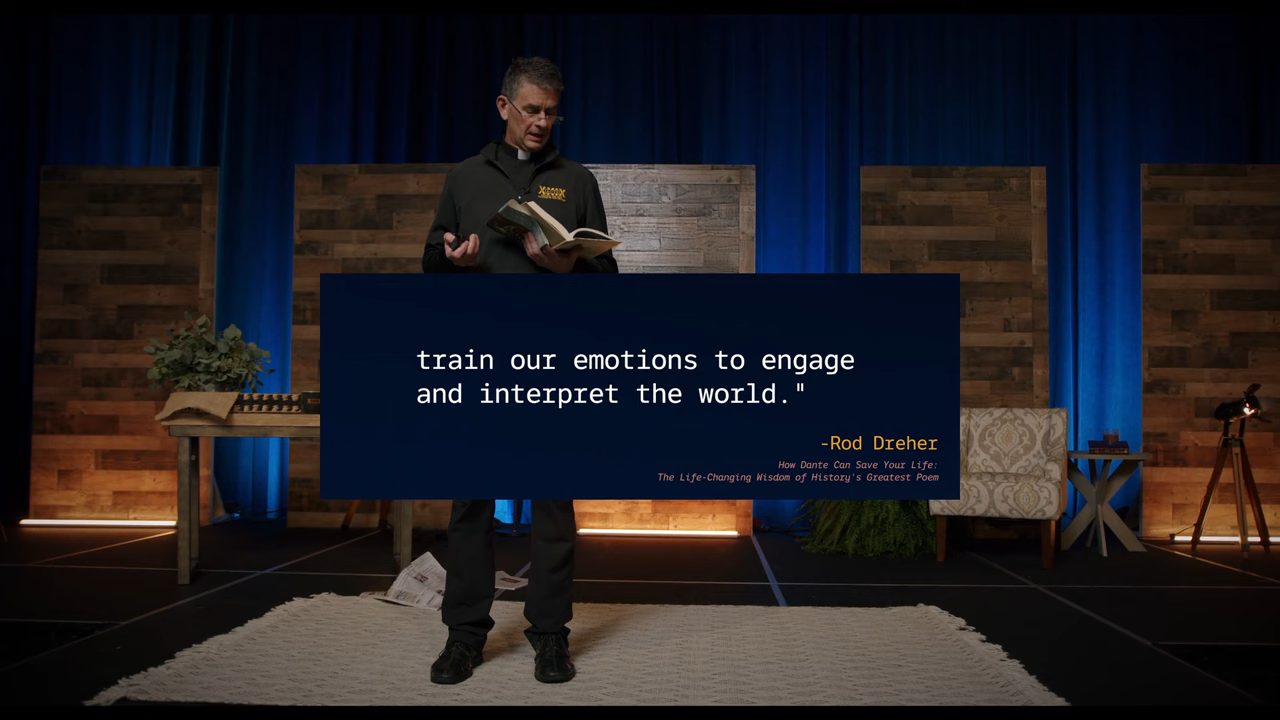 train our emotions to engage
and interpret the world."
-Rod Dreher
How Dante Can Save Your Life:
The Life-Changing Wisdom of History's Greatest Poem